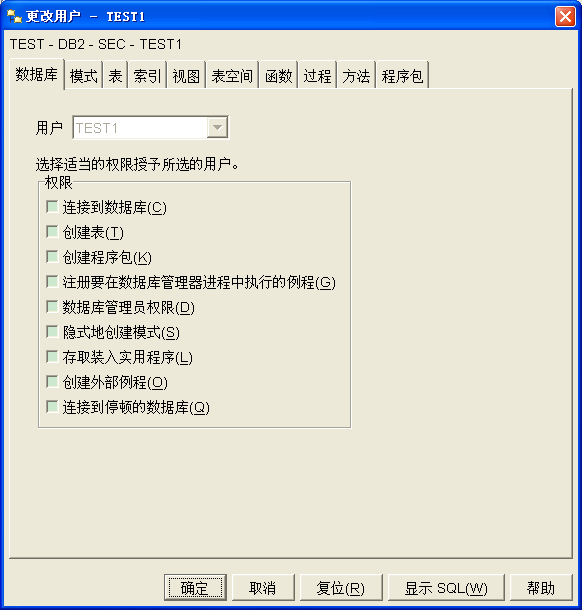 更改用户 - TEST1
TEST - DB2 - SEC - TEST1
数据库 模式 表 索引 视图 表空间 函数 过程 方法 程序包
用户 TEST1
选择适当的权限授子所选的用户。
权限
连接到数据库(C)
创建表(T)
创建程序包(K)
注册要在数据库管理器进程中执行的例程(G)
数据库管理员权限(D)
隐式地创建模式(S)
存取装入实用程序(L)
创建外部例程(O)
连接到停顿的数据库(Q)
确定 取消 复位(R) 显示 SQL(W) 帮助